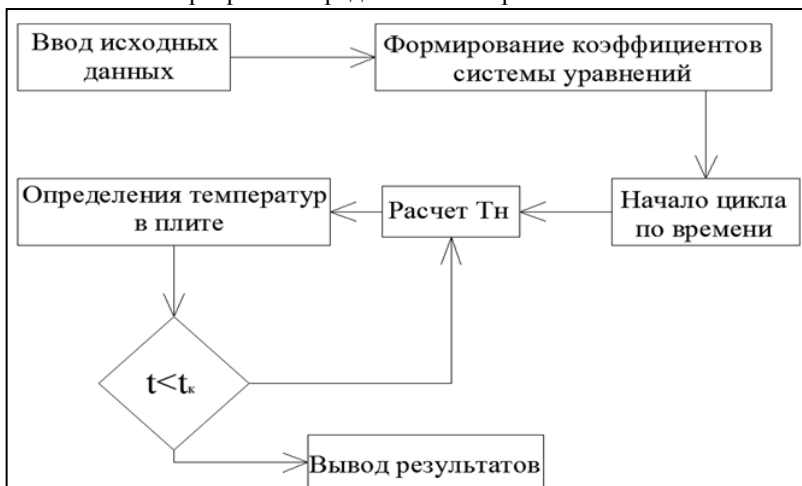 Ввод исходных
данных
Формирование коэффициентов
системы уравнений
Начало цикла
по времени
Расчет Тн
Определения температур
в плите
t<tк
Вывод результатов